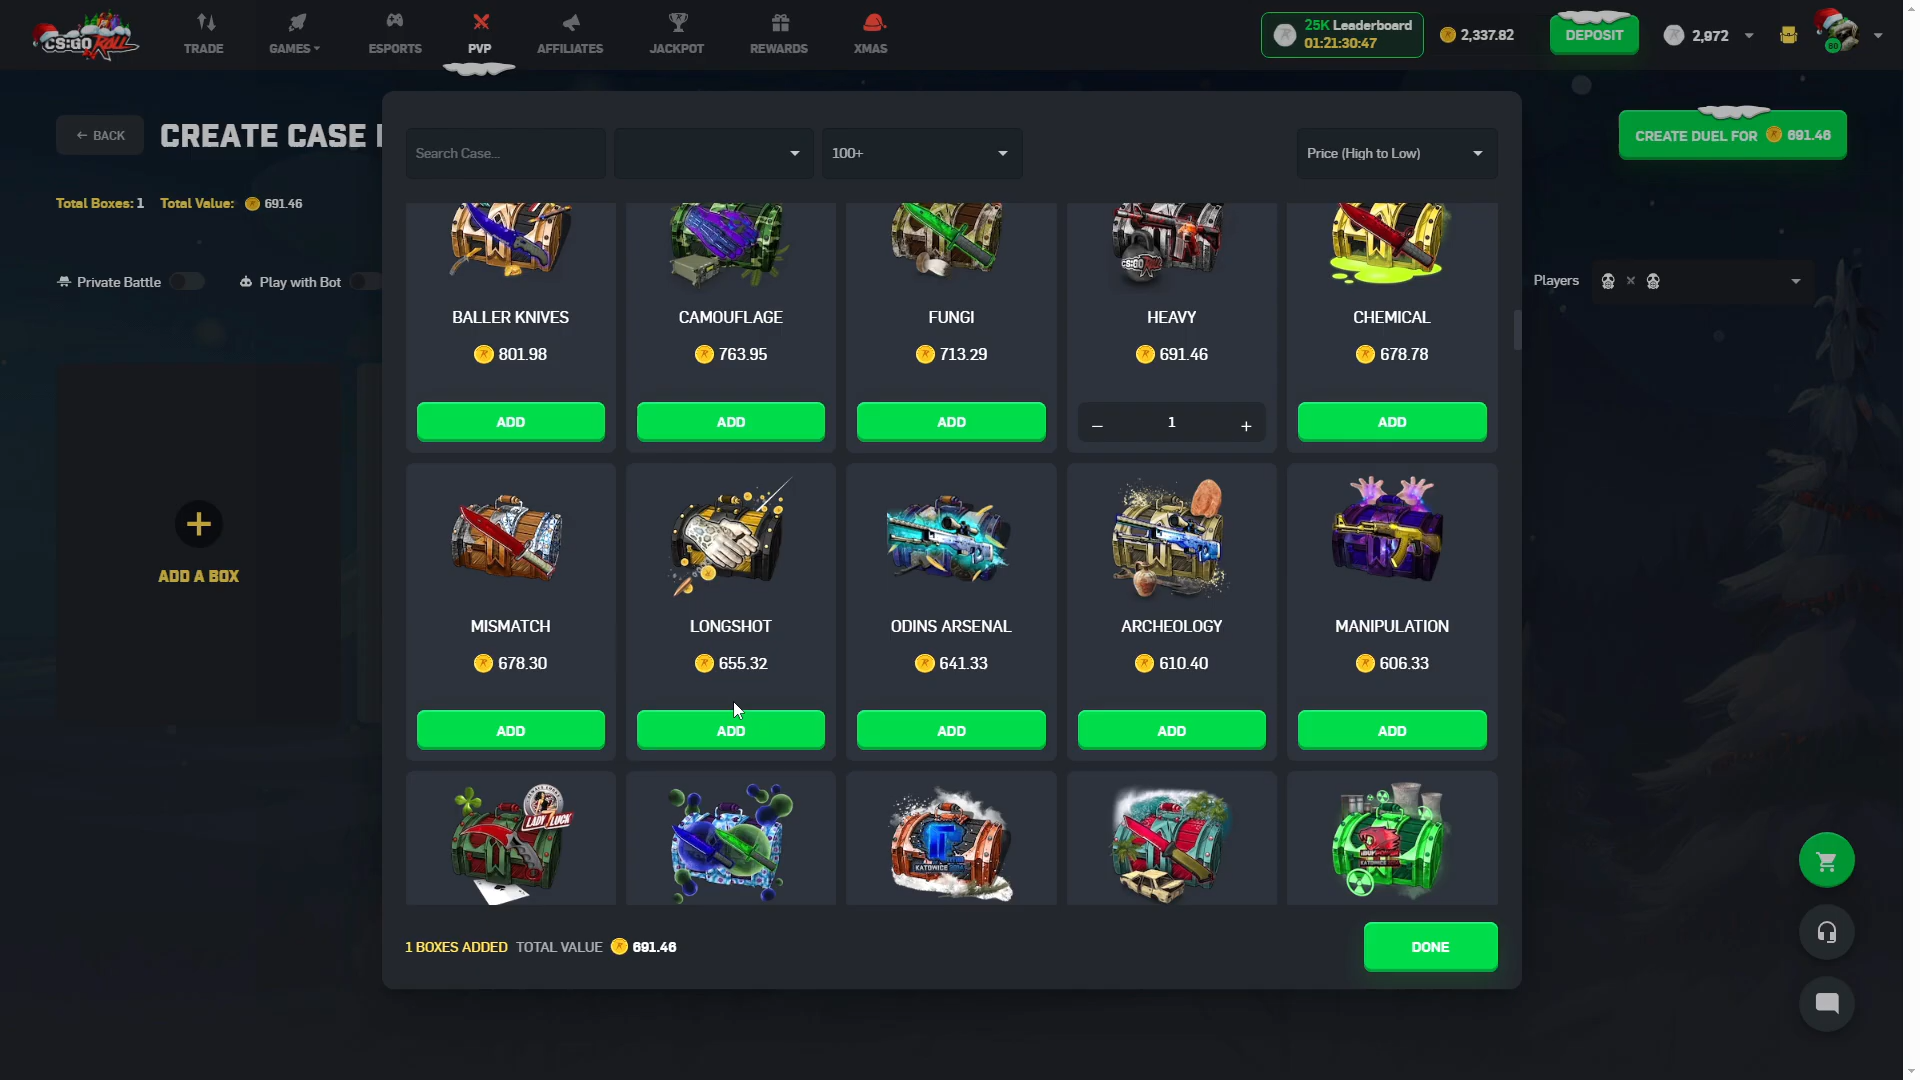 CS:GO ROLL
TRADE
GAMES
ESPORTS
PVP
AFFILIATES
JACKPOT
REWARDS
XMAS
25K Leaderboard
01:21:30:47
2,337.82
DEPOSIT
2,972
← BACK
CREATE CASE
CREATE DUEL FOR 691.46
Total Boxes: 1 Total Value: 691.46
Private Battle
Play with Bot
Players
Search Case...
100+
Price (High to Low)
BALLER KNIVES
801.98
ADD
CAMOUFLAGE
763.95
ADD
FUNGI
713.29
ADD
CS:GO ROLL
HEAVY
691.46
– 1 +
CHEMICAL
678.78
ADD
ADD A BOX
MISMATCH
678.30
ADD
LONGSHOT
655.32
ADD
ODINS ARSENAL
641.33
ADD
ARCHEOLOGY
610.40
ADD
MANIPULATION
606.33
ADD
LADY LUCK
KATOWICE
KATOWICE
1 BOXES ADDED TOTAL VALUE 691.46
DONE